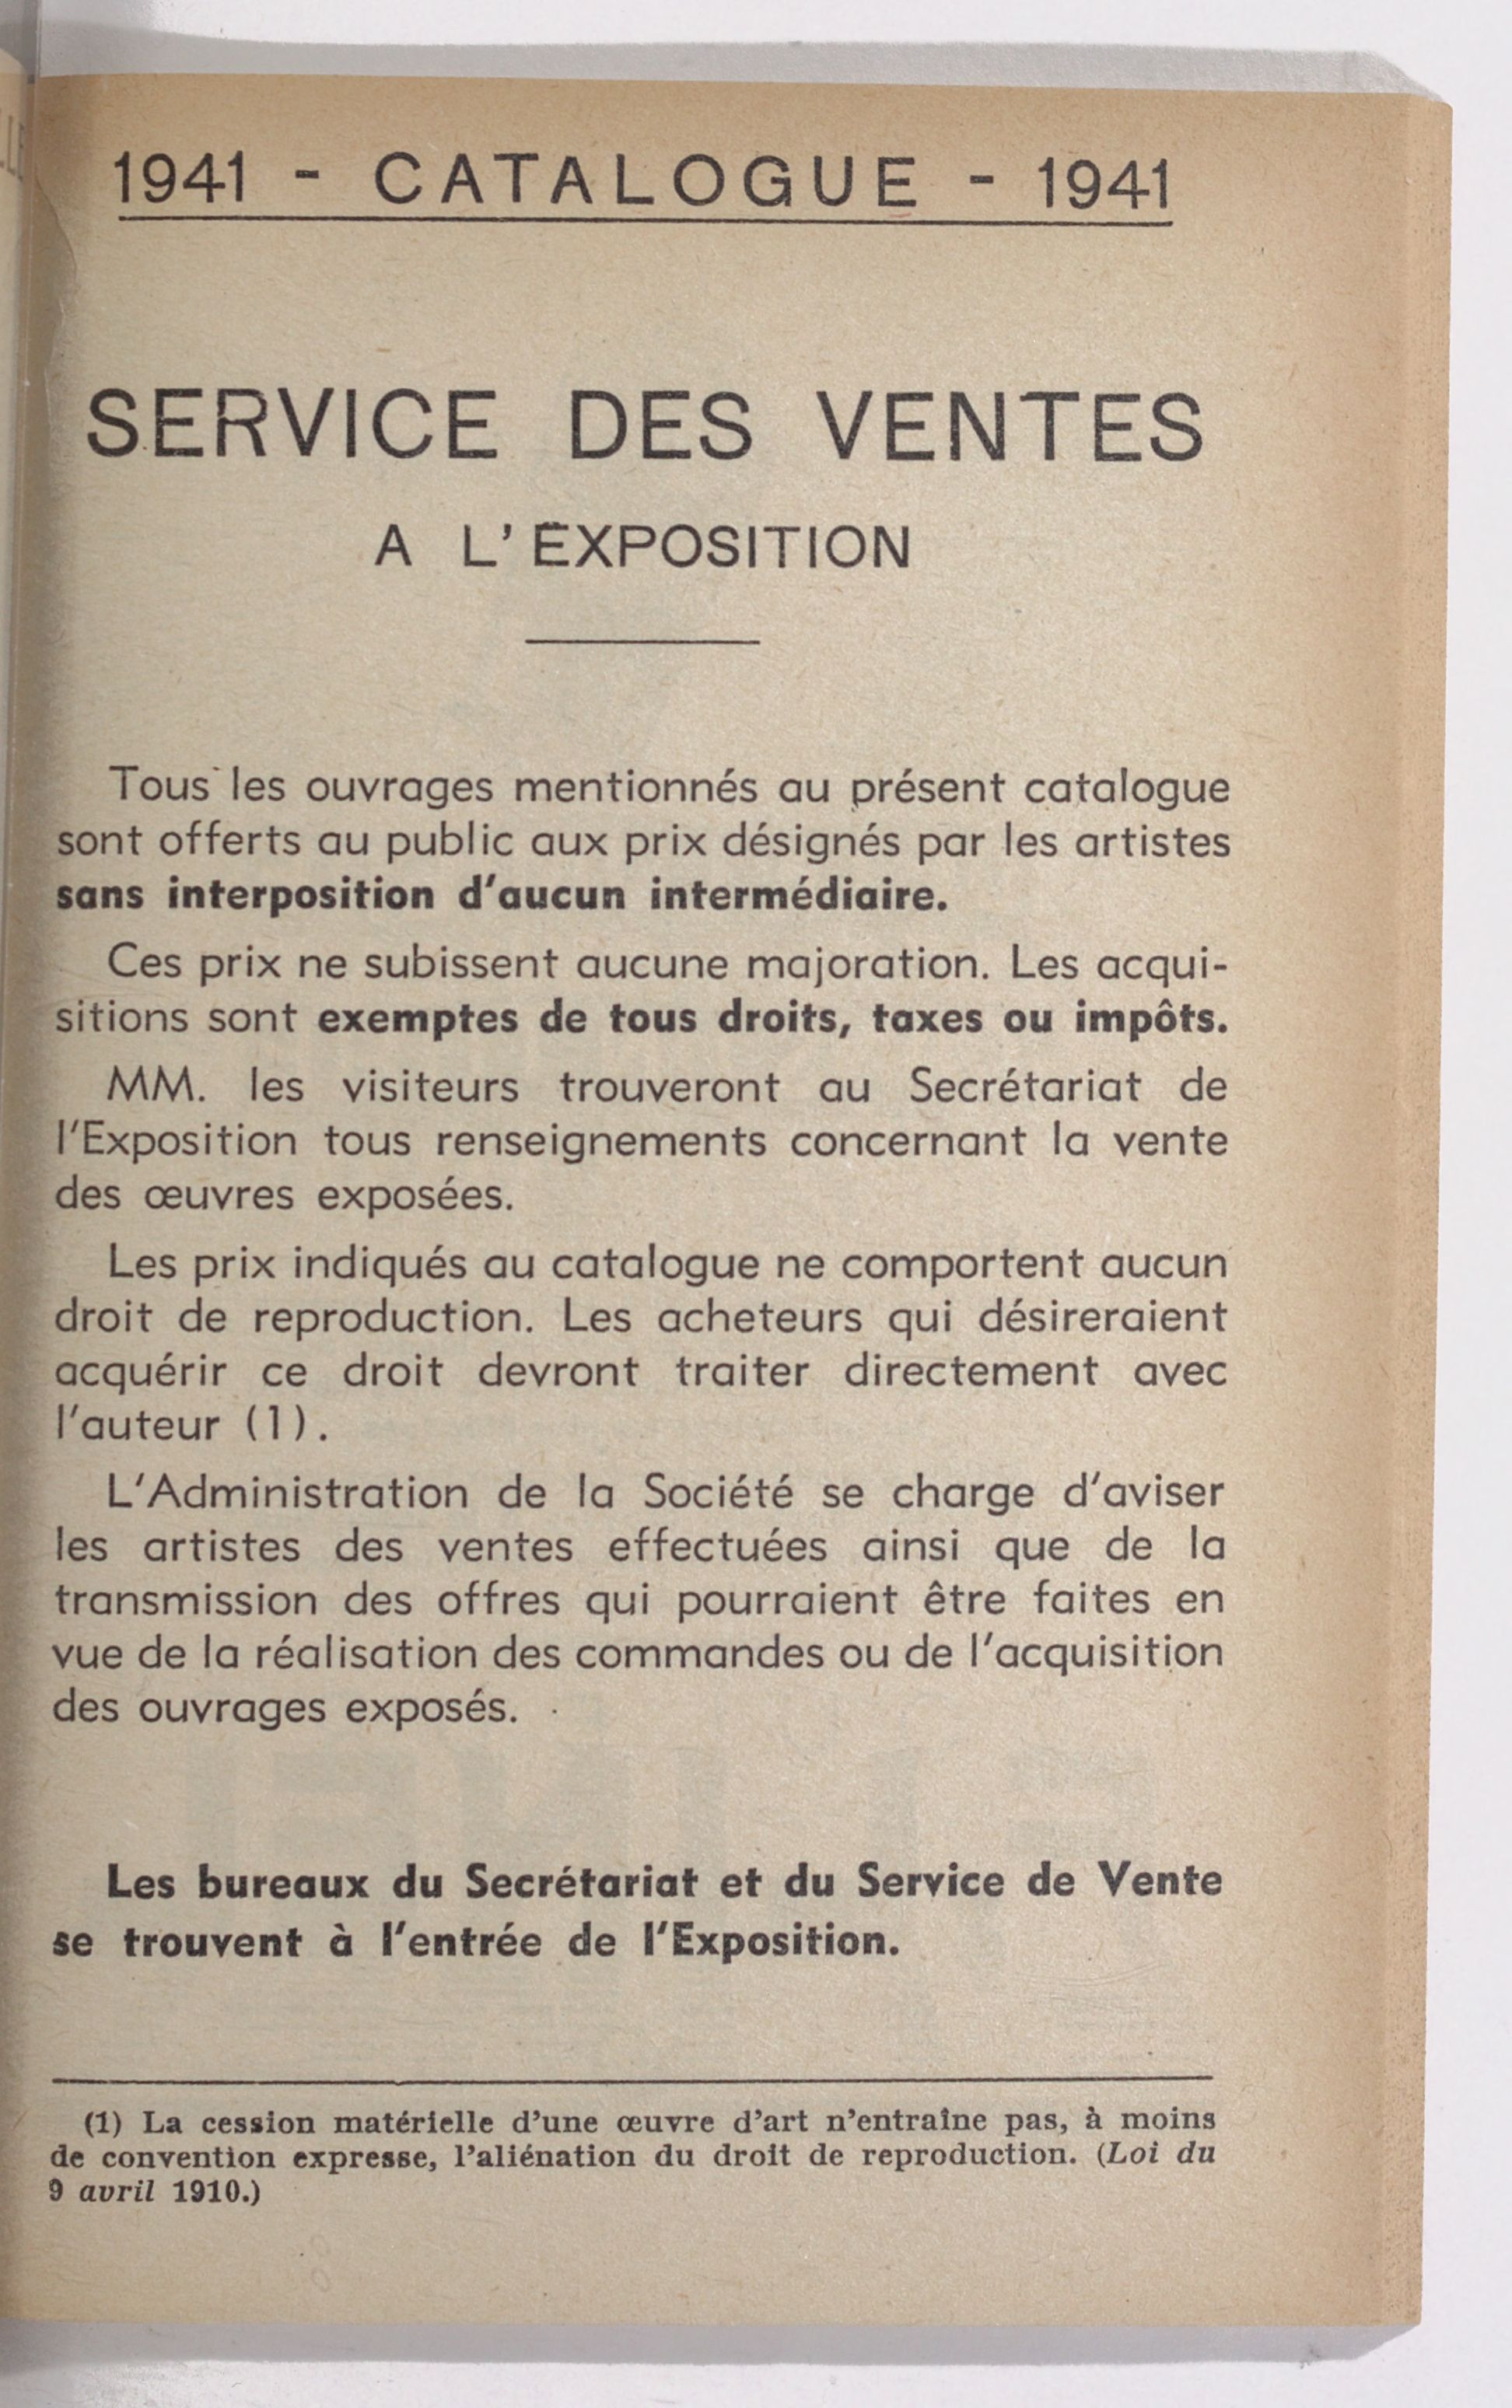 1941 - CATALOGUE - 1941
SERVICE DES VENTES
A L'EXPOSITION
Tous les ouvrages mentionnés au présent catalogue
sont offerts au public aux prix désignés par les artistes
sans interposition d'aucun intermédiaire.
Ces prix ne subissent aucune majoration. Les acqui-
sitions sont exemptes de tous droits, taxes ou impôts.
MM. les visiteurs trouveront au Secrétariat de
l'Exposition tous renseignements concernant la vente
des œuvres exposées.
Les prix indiqués au catalogue ne comportent aucun
droit de reproduction. Les acheteurs qui désireraient
acquérir ce droit devront traiter directement avec
l'auteur (1).
L'Administration de la Société se charge d'aviser
les artistes des ventes effectuées ainsi que de la
transmission des offres qui pourraient être faites en
vue de la réalisation des commandes ou de l'acquisition
des ouvrages exposés.
Les bureaux du Secrétariat et du Service de Vente
se trouvent à l'entrée de l'Exposition.
(1) La cession matérielle d'une œuvre d'art n'entraîne pas, à moins
de convention expresse, l'aliénation du droit de reproduction. (Loi du
9 avril 1910.)